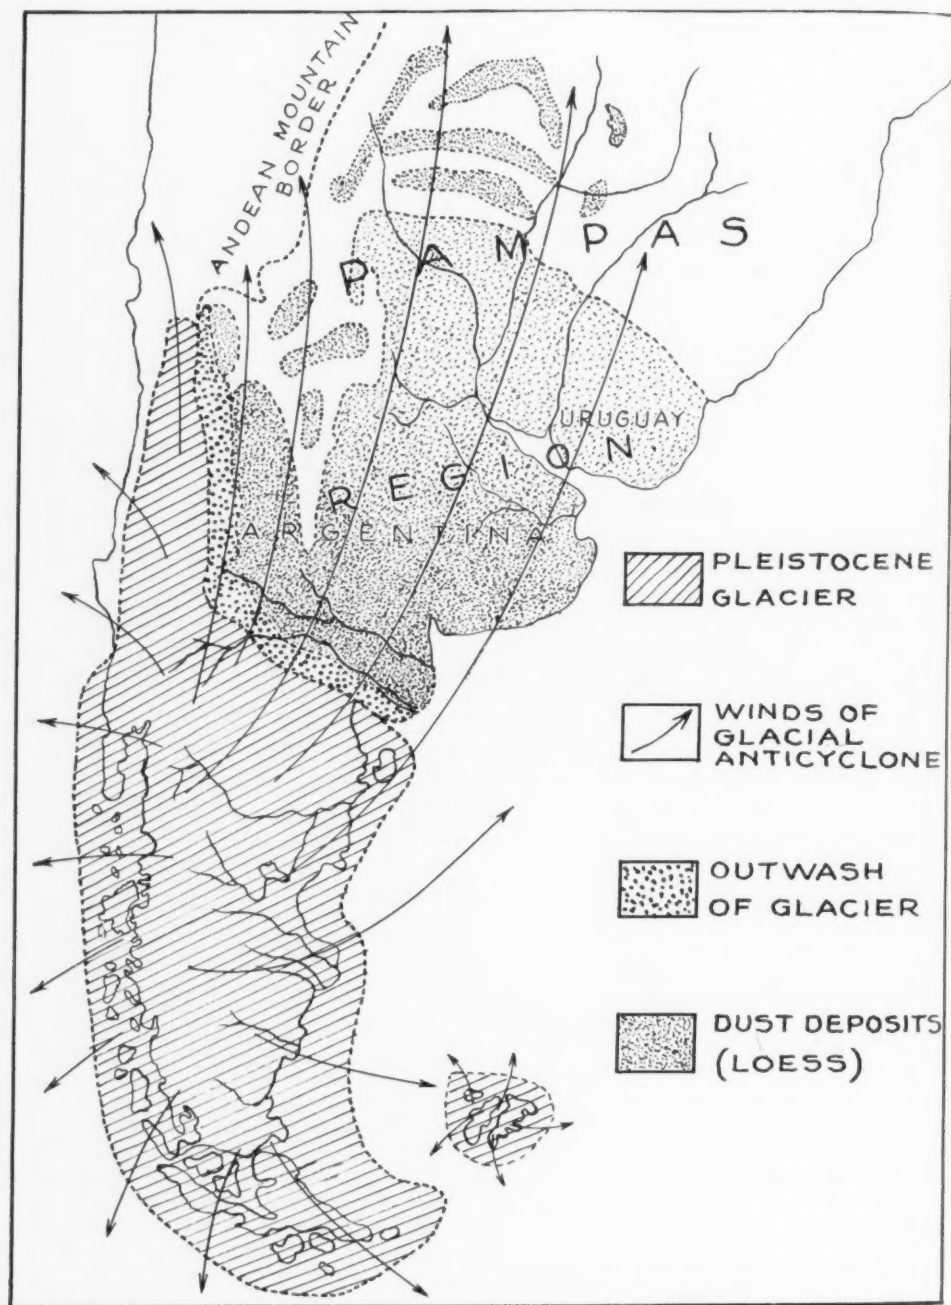 ANDEAN MOUNTAIN
BORDER
PAMPAS
REGION
URUGUAY
ARGENTINA
PLEISTOCENE
GLACIER
WINDS OF
GLACIAL
ANTICYCLONE
OUTWASH
OF GLACIER
DUST DEPOSITS
(LOESS)